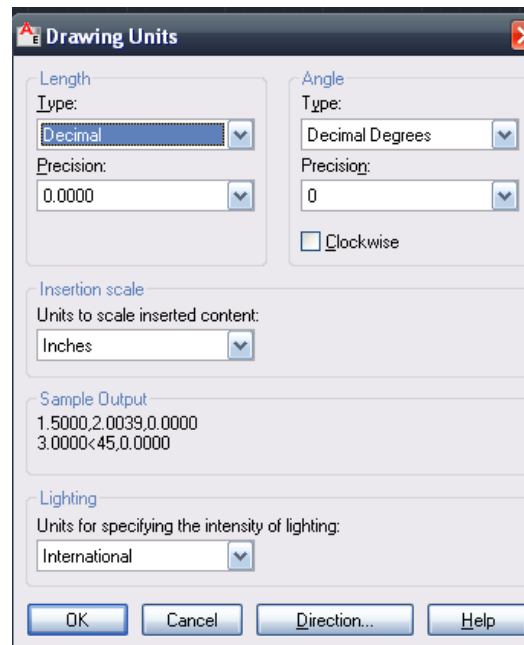 Drawing Units
Length
Type:
Decimal
Precision:
0.0000
Angle
Type:
Decimal Degrees
Precision:
0
Clockwise
Insertion scale
Units to scale inserted content:
Inches
Sample Output
1.5000,2.0039,0.0000
3.0000<45,0.0000
Lighting
Units for specifying the intensity of lighting:
International
OK
Cancel
Direction...
Help